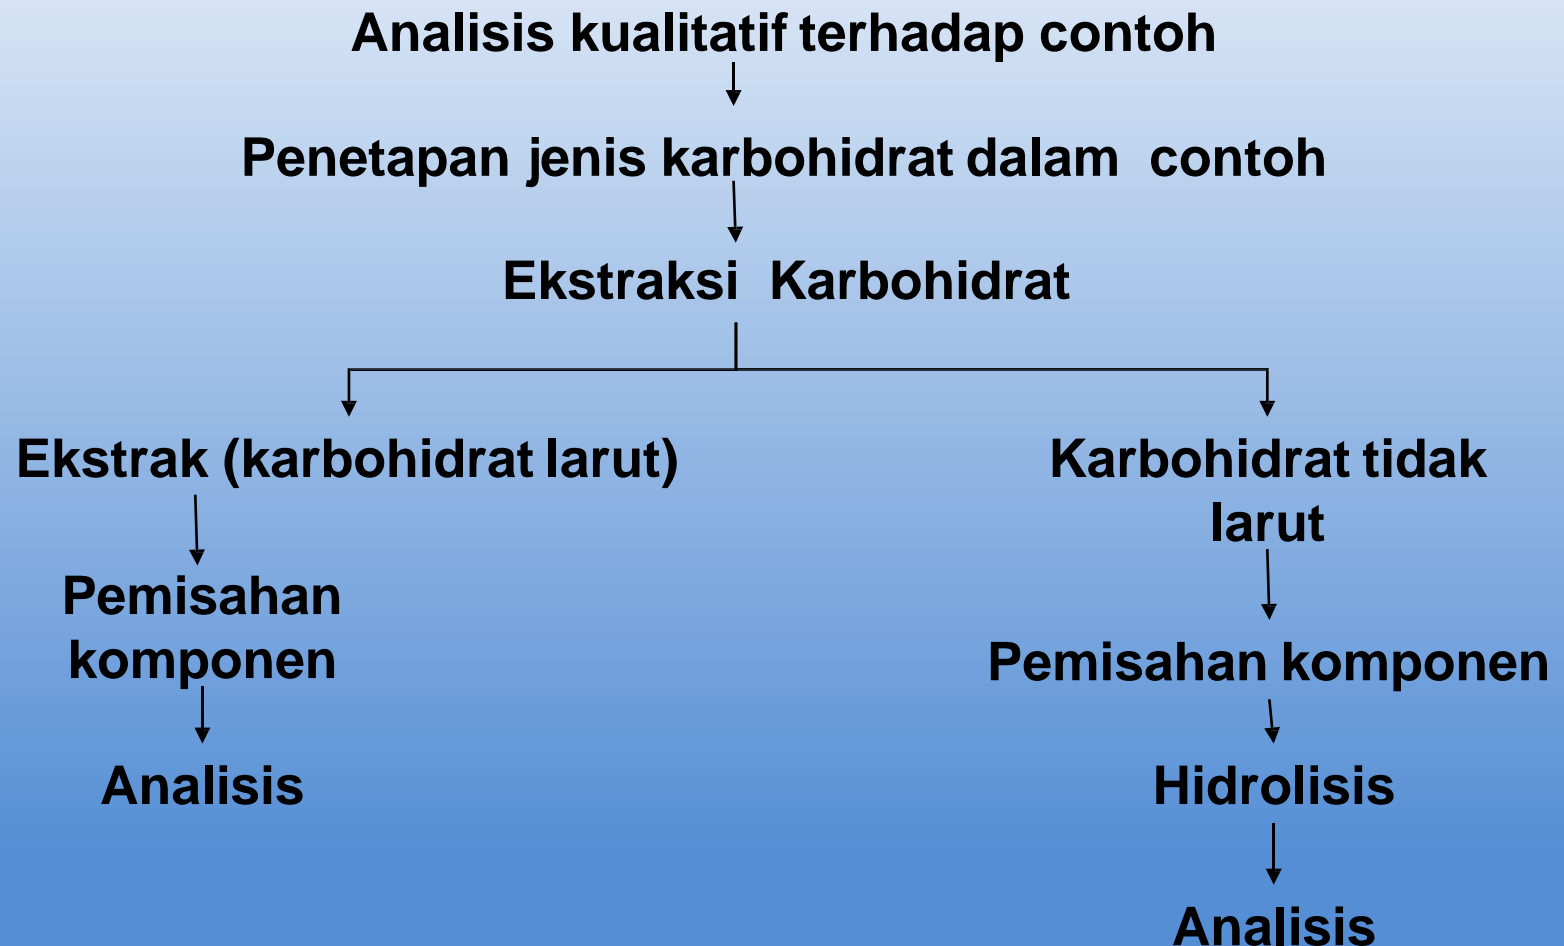 Analisis kualitatif terhadap contoh
Penetapan jenis karbohidrat dalam contoh
Ekstraksi Karbohidrat
Ekstrak (karbohidrat larut)
Pemisahan
komponen
Analisis
Karbohidrat tidak
larut
Pemisahan komponen
Hidrolisis
Analisis